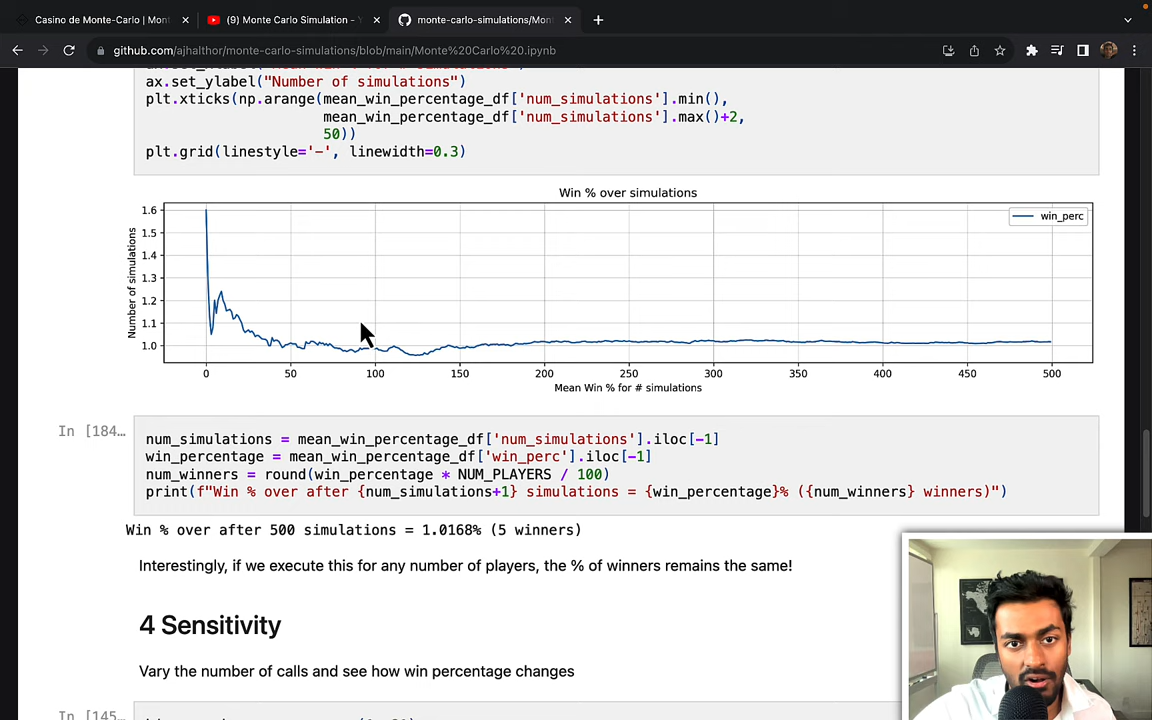 Casino de Monte-Carlo | Mont
(9) Monte Carlo Simulation - Y
monte-carlo-simulations/Mont
github.com/ajhalthor/monte-carlo-simulations/blob/main/Monte%20Carlo%20.ipynb
ax.set_ylabel("Number of simulations")
plt.xticks(np.arange(mean_win_percentage_df['num_simulations'].min(),
mean_win_percentage_df['num_simulations'].max()+2,
50))
plt.grid(linestyle='-', linewidth=0.3)
Win % over simulations
win_perc
Number of simulations
1.6
1.5
1.4
1.3
1.2
1.1
1.0
0 50 100 150 200 250 300 350 400 450 500
Mean Win % for # simulations
In [184…
num_simulations = mean_win_percentage_df['num_simulations'].iloc[-1]
win_percentage = mean_win_percentage_df['win_perc'].iloc[-1]
num_winners = round(win_percentage * NUM_PLAYERS / 100)
print(f"Win % over after {num_simulations+1} simulations = {win_percentage}% ({num_winners} winners)")
Win % over after 500 simulations = 1.0168% (5 winners)
Interestingly, if we execute this for any number of players, the % of winners remains the same!
4 Sensitivity
Vary the number of calls and see how win percentage changes
In [145…